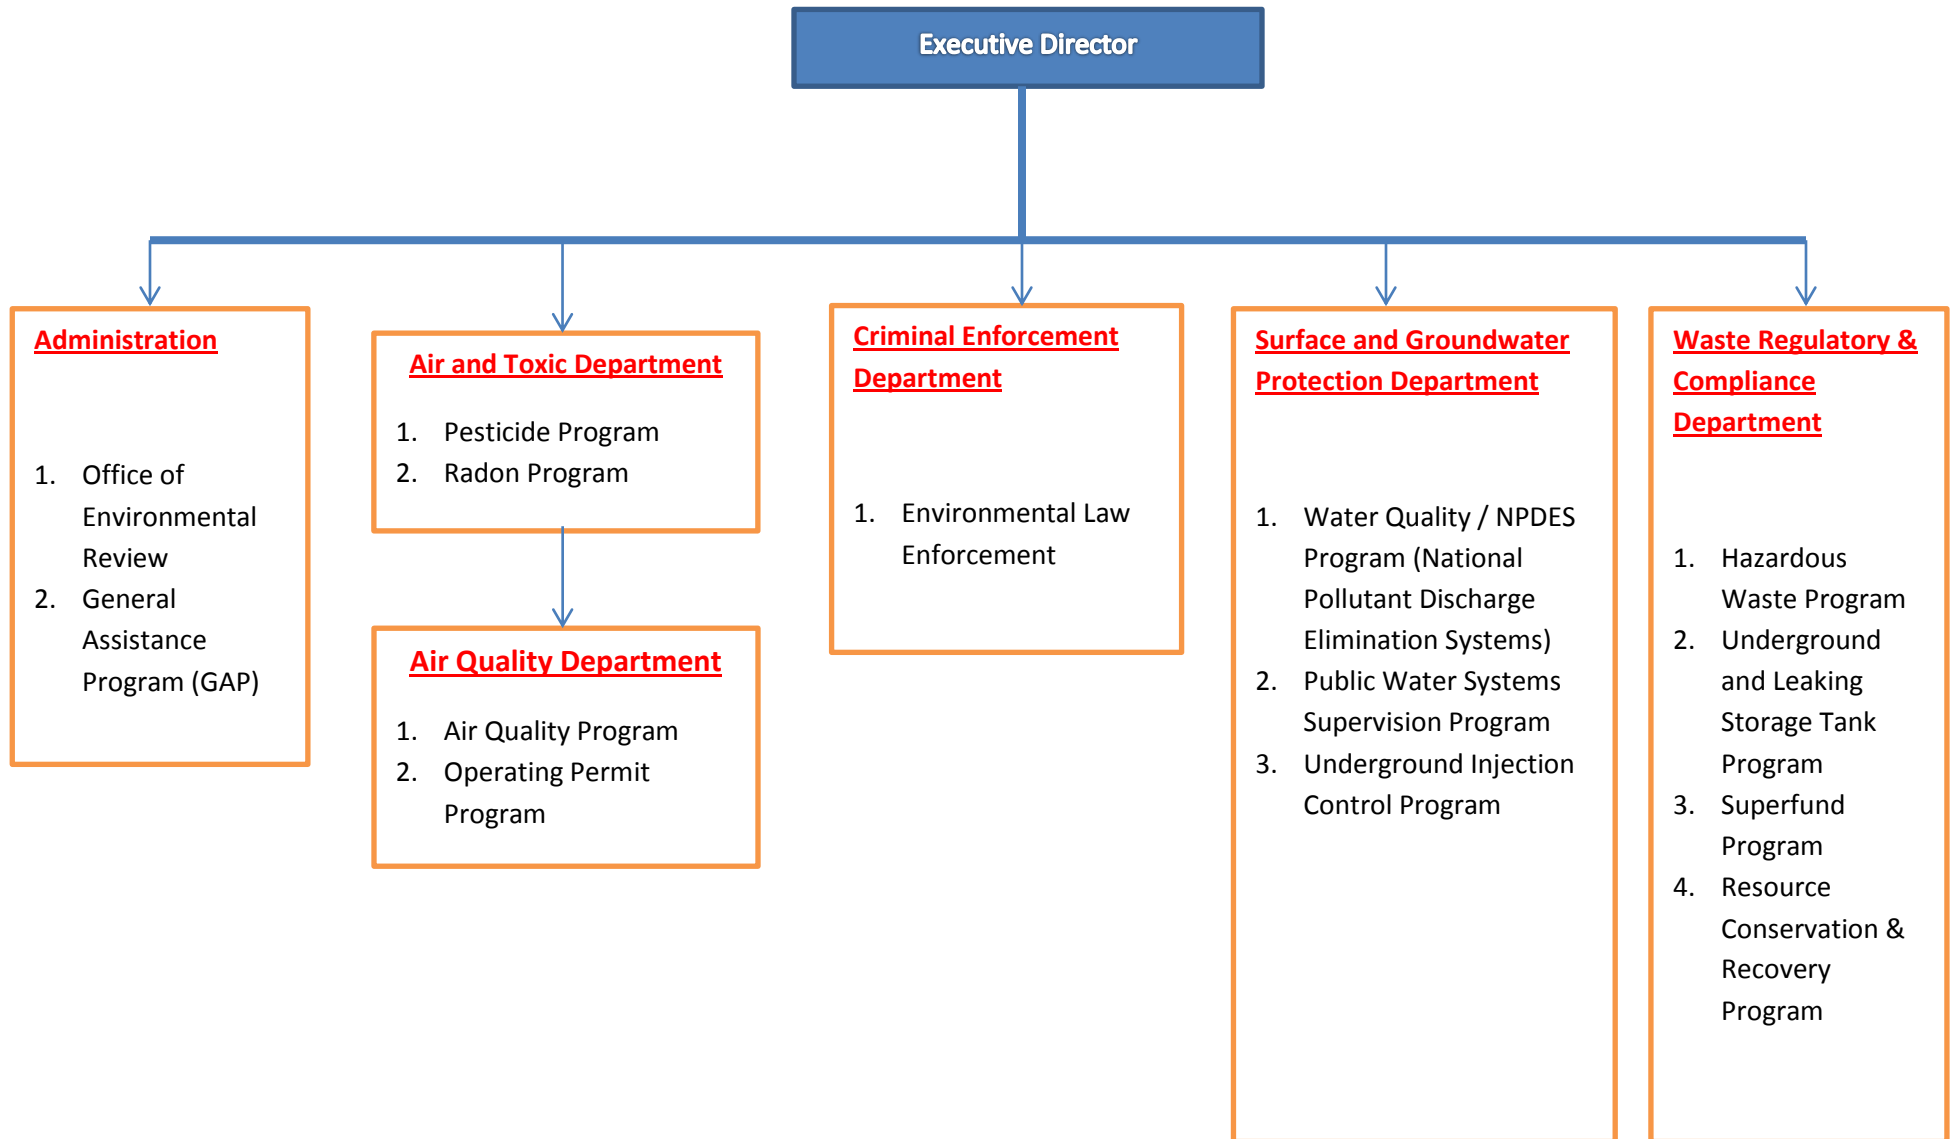 Executive Director
Administration
1. Office of
Environmental
Review
2. General
Assistance
Program (GAP)
Air and Toxic Department
1. Pesticide Program
2. Radon Program
Air Quality Department
1. Air Quality Program
2. Operating Permit
Program
Criminal Enforcement
Department
1. Environmental Law
Enforcement
Surface and Groundwater
Protection Department
1. Water Quality / NPDES
Program (National
Pollutant Discharge
Elimination Systems)
2. Public Water Systems
Supervision Program
3. Underground Injection
Control Program
Waste Regulatory &
Compliance
Department
1. Hazardous
Waste Program
2. Underground
and Leaking
Storage Tank
Program
3. Superfund
Program
4. Resource
Conservation &
Recovery
Program